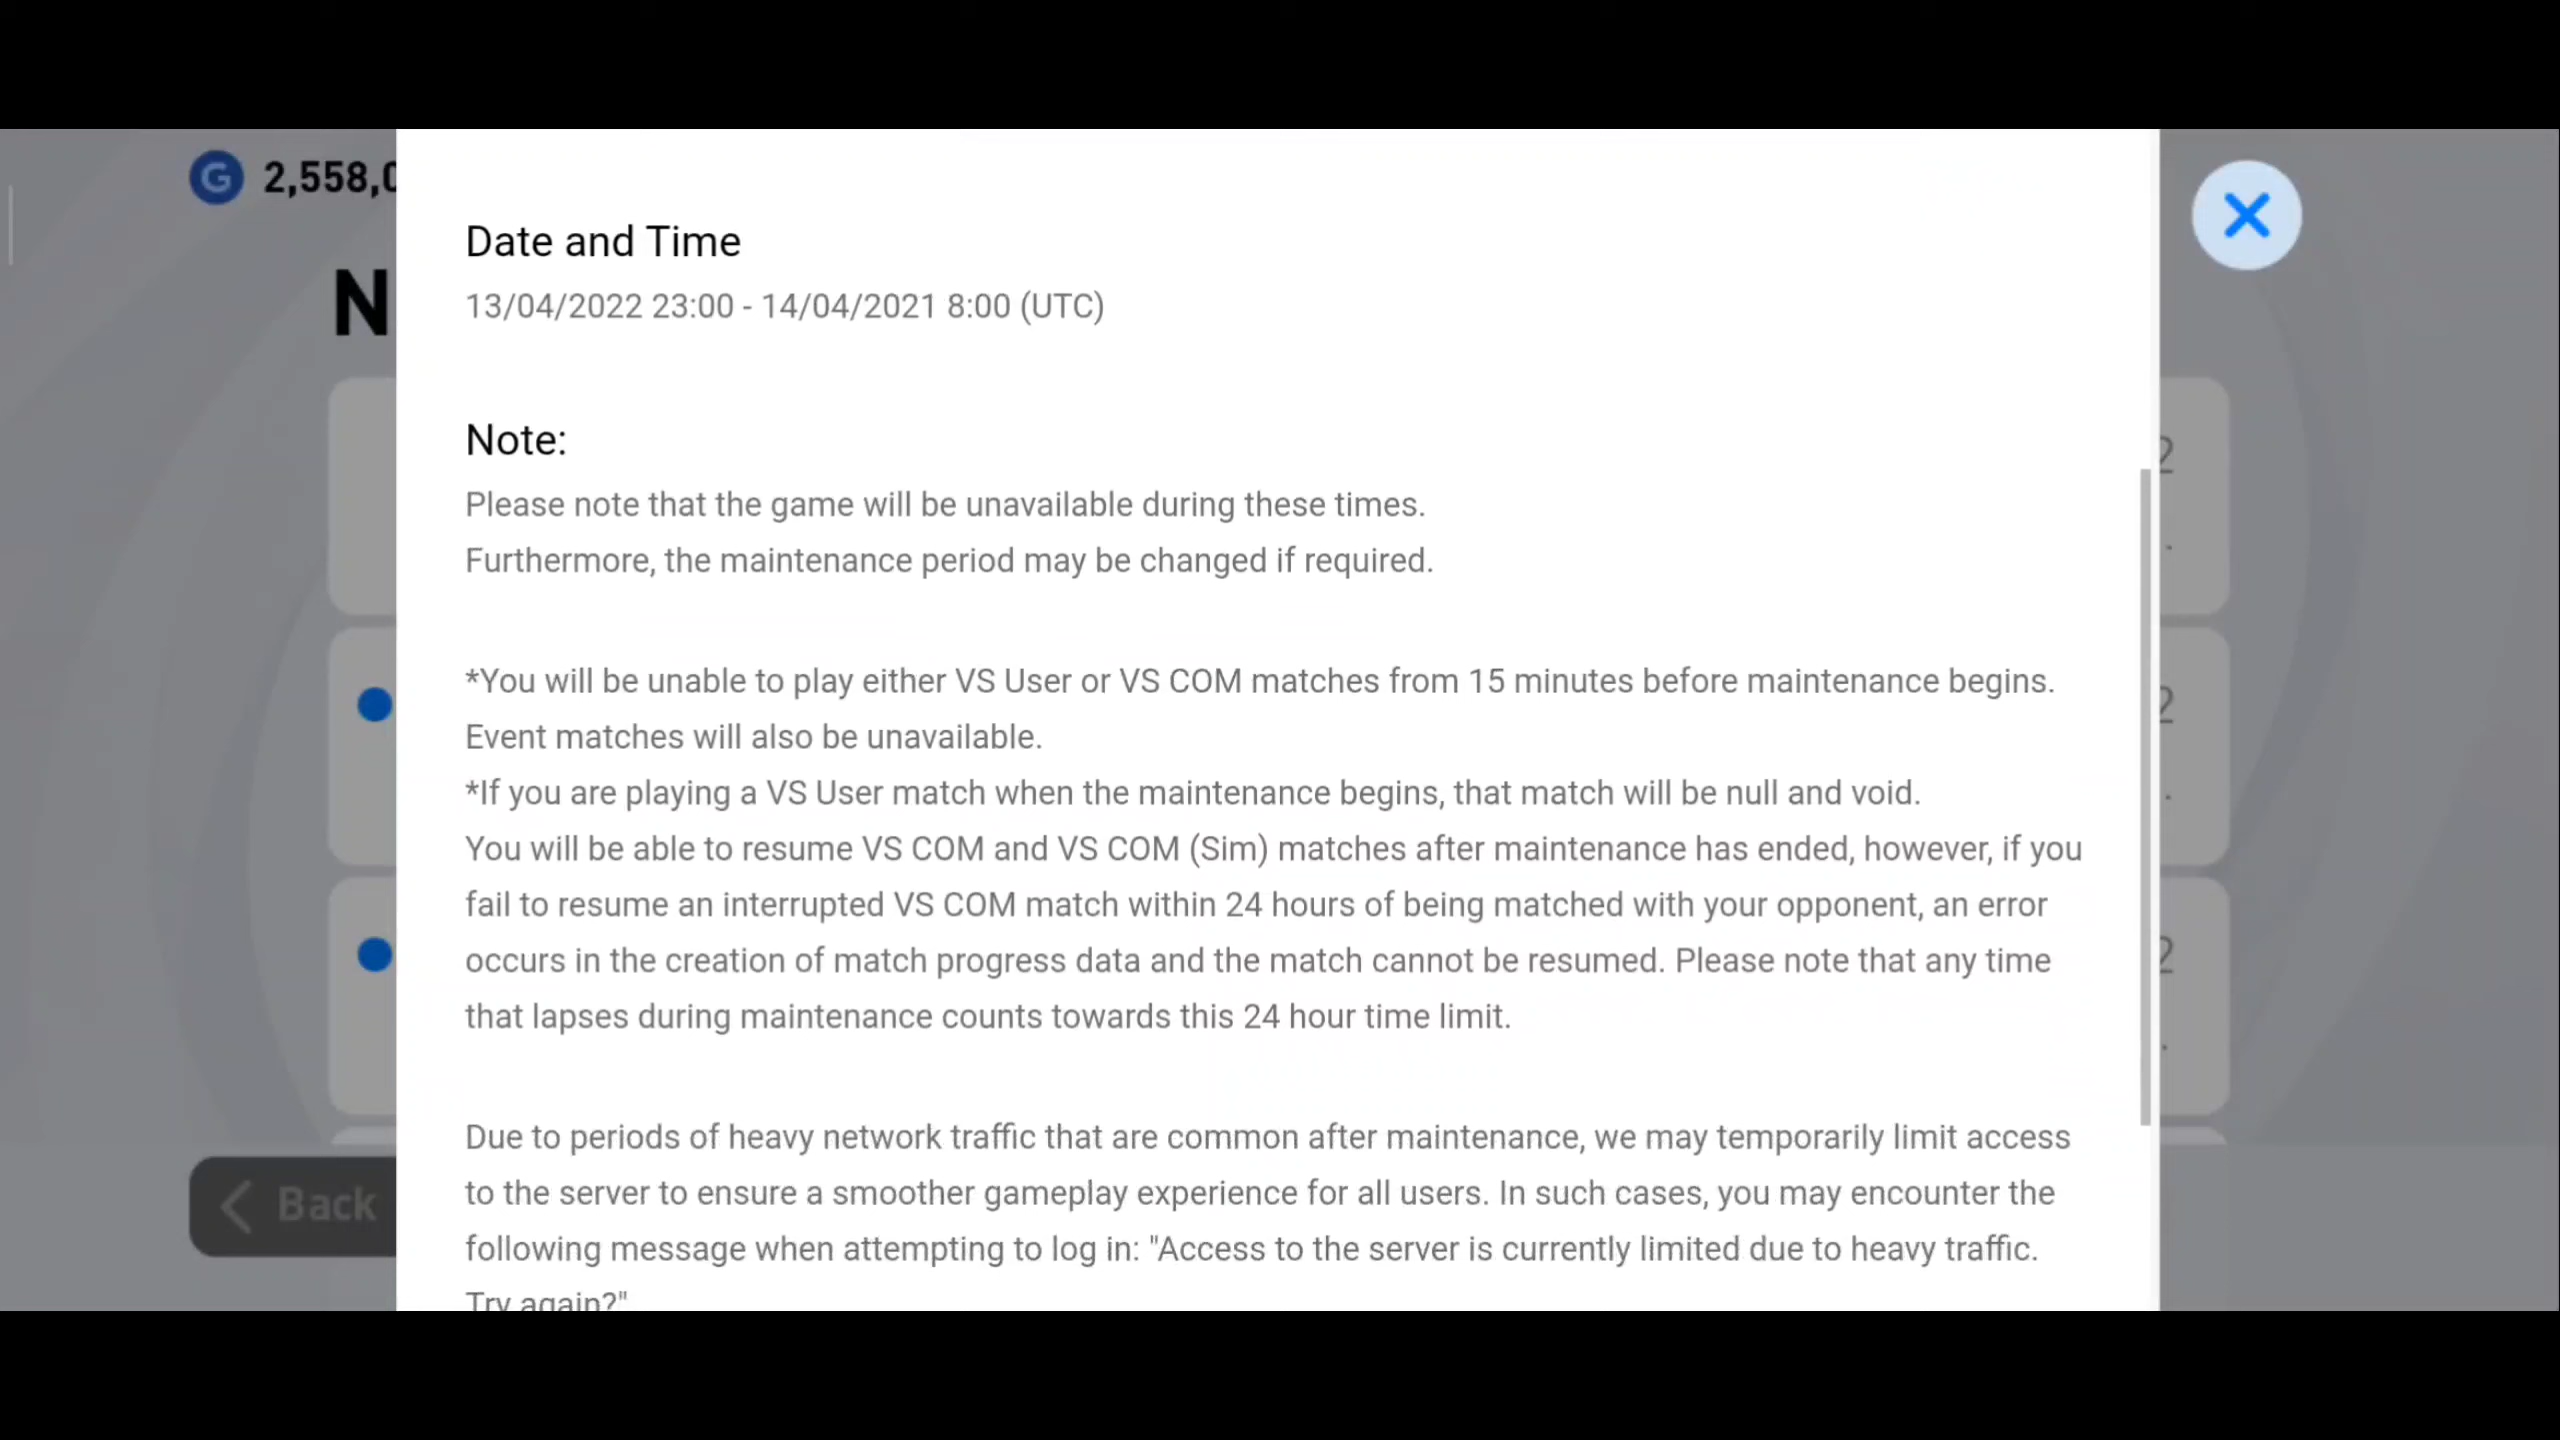 G 2,558,0
Date and Time
13/04/2022 23:00 - 14/04/2021 8:00 (UTC)
N
Note:
Please note that the game will be unavailable during these times.
Furthermore, the maintenance period may be changed if required.
*You will be unable to play either VS User or VS COM matches from 15 minutes before maintenance begins.
Event matches will also be unavailable.
*If you are playing a VS User match when the maintenance begins, that match will be null and void.
You will be able to resume VS COM and VS COM (Sim) matches after maintenance has ended, however, if you
fail to resume an interrupted VS COM match within 24 hours of being matched with your opponent, an error
occurs in the creation of match progress data and the match cannot be resumed. Please note that any time
that lapses during maintenance counts towards this 24 hour time limit.
Due to periods of heavy network traffic that are common after maintenance, we may temporarily limit access
to the server to ensure a smoother gameplay experience for all users. In such cases, you may encounter the
following message when attempting to log in: "Access to the server is currently limited due to heavy traffic.
Try again?"
Back
2
2
2